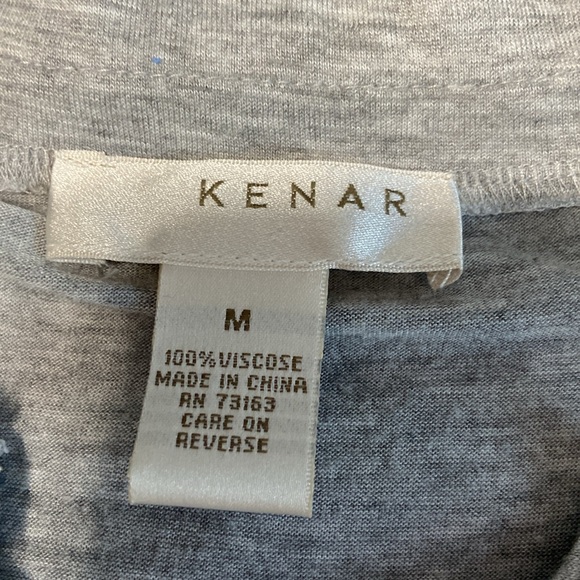 KENAR
M
100% VISCOSE
MADE IN CHINA
RN 73163
CARE ON
REVERSE